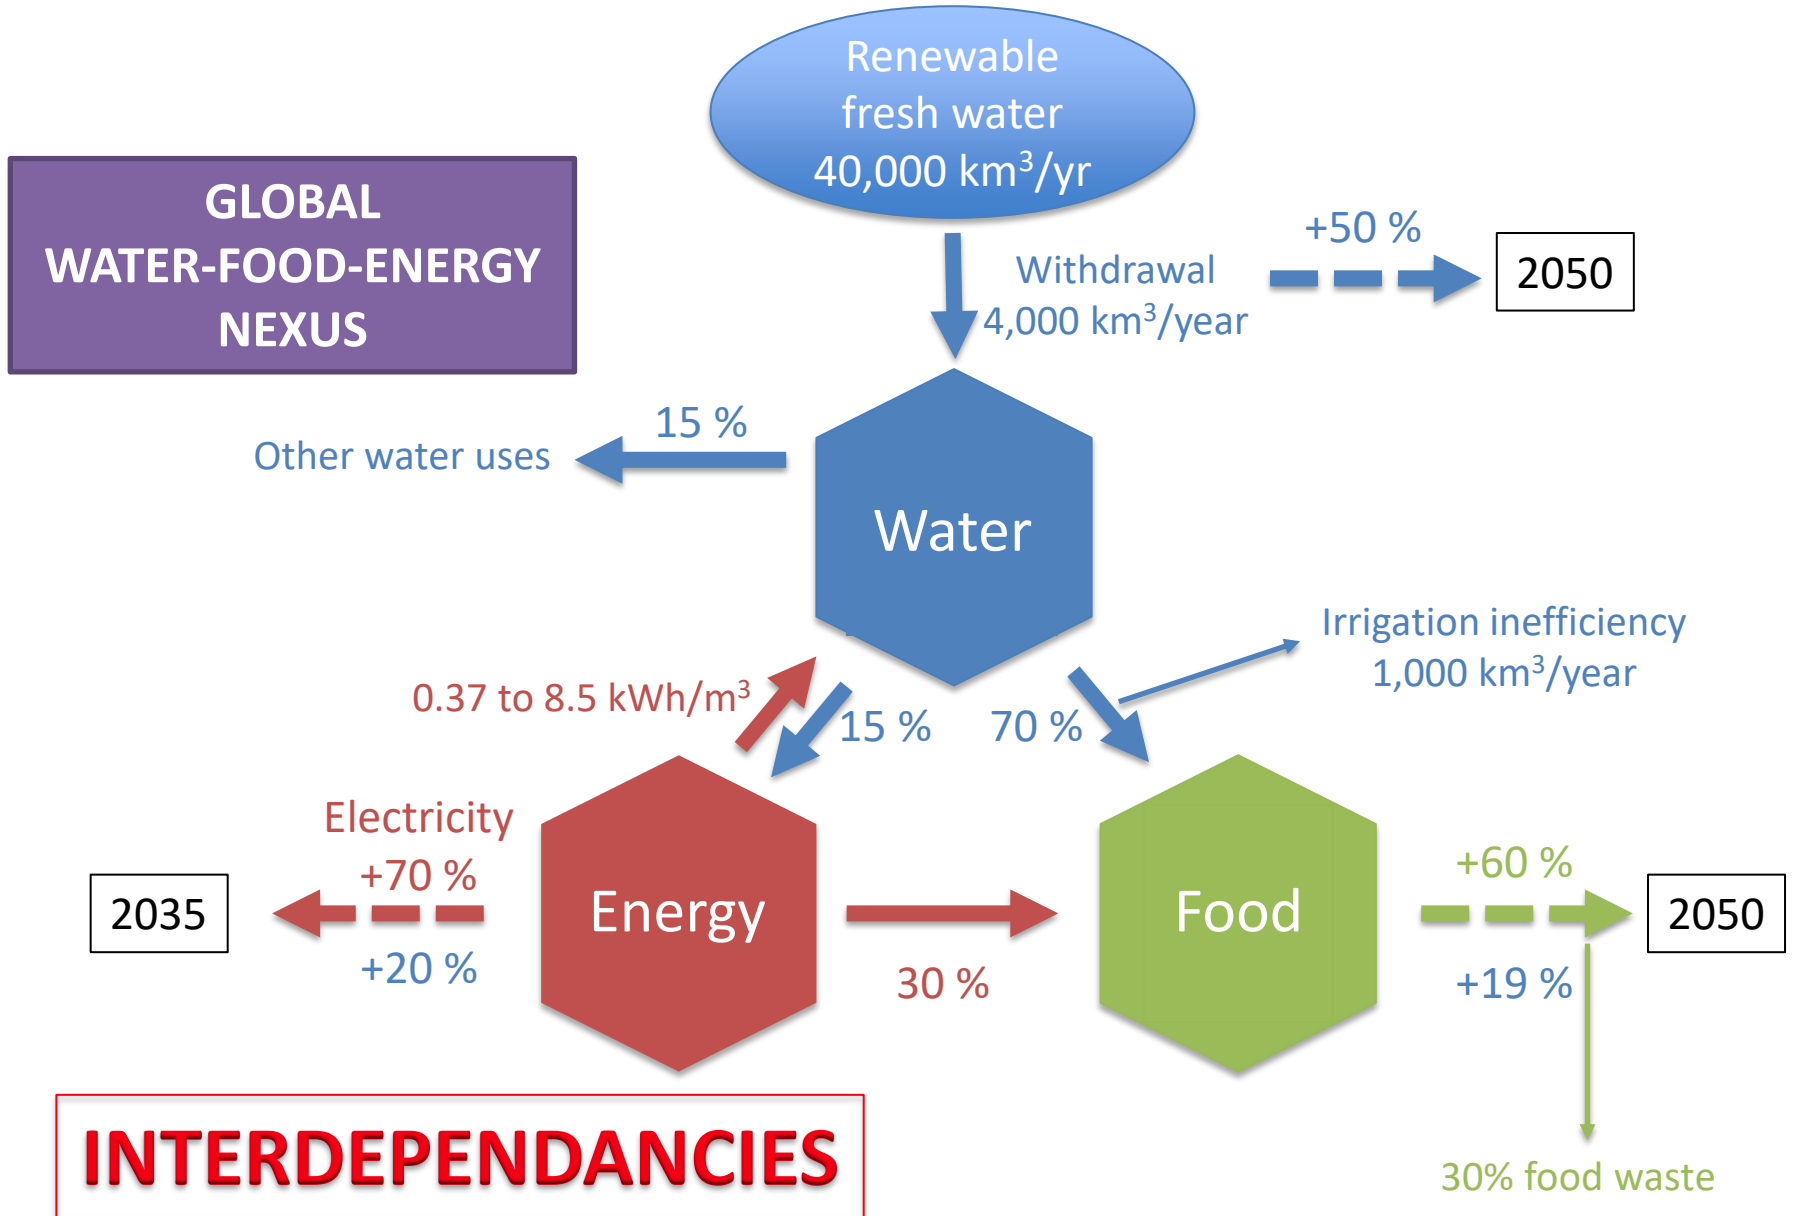 Renewable
fresh water
40,000 km³/yr
GLOBAL
WATER-FOOD-ENERGY
NEXUS
Withdrawal
4,000 km³/year
+50 %
2050
15 %
Other water uses
Water
Irrigation inefficiency
1,000 km³/year
0.37 to 8.5 kWh/m³
15 %
70 %
Electricity
+70 %
2035
+20 %
Energy
30 %
Food
+60 %
2050
+19 %
INTERDEPENDANCIES
30% food waste